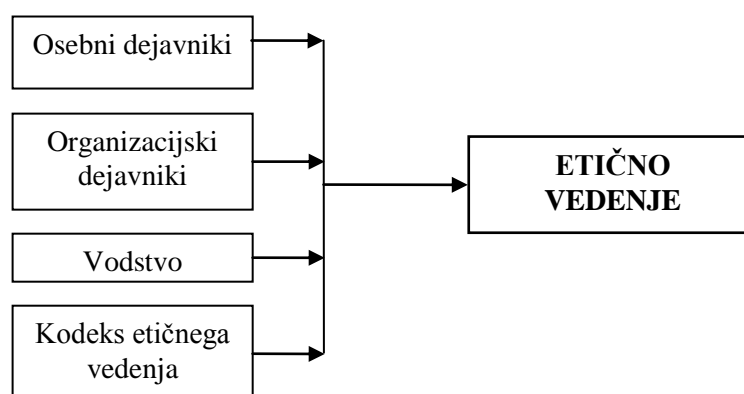 Osebni dejavniki
Organizacijski
dejavniki
ETIČNO
VEDENJE
Vodstvo
Kodeks etičnega
vedenja